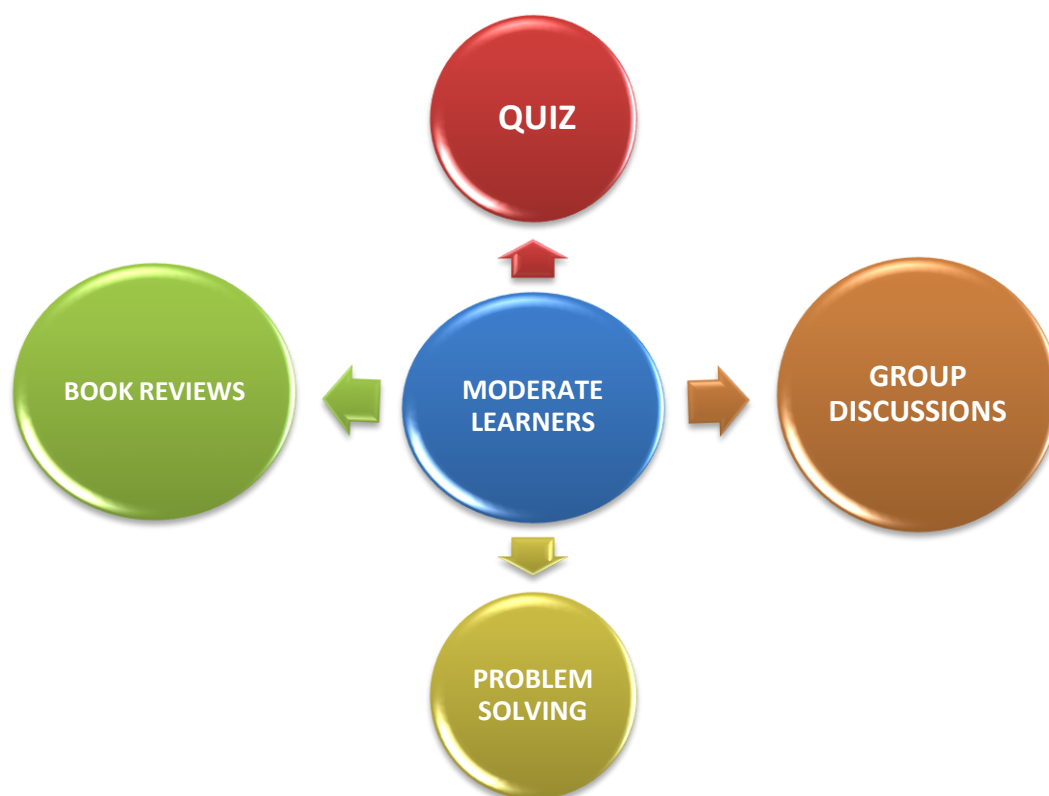 QUIZ
BOOK REVIEWS
MODERATE
LEARNERS
GROUP
DISCUSSIONS
PROBLEM
SOLVING